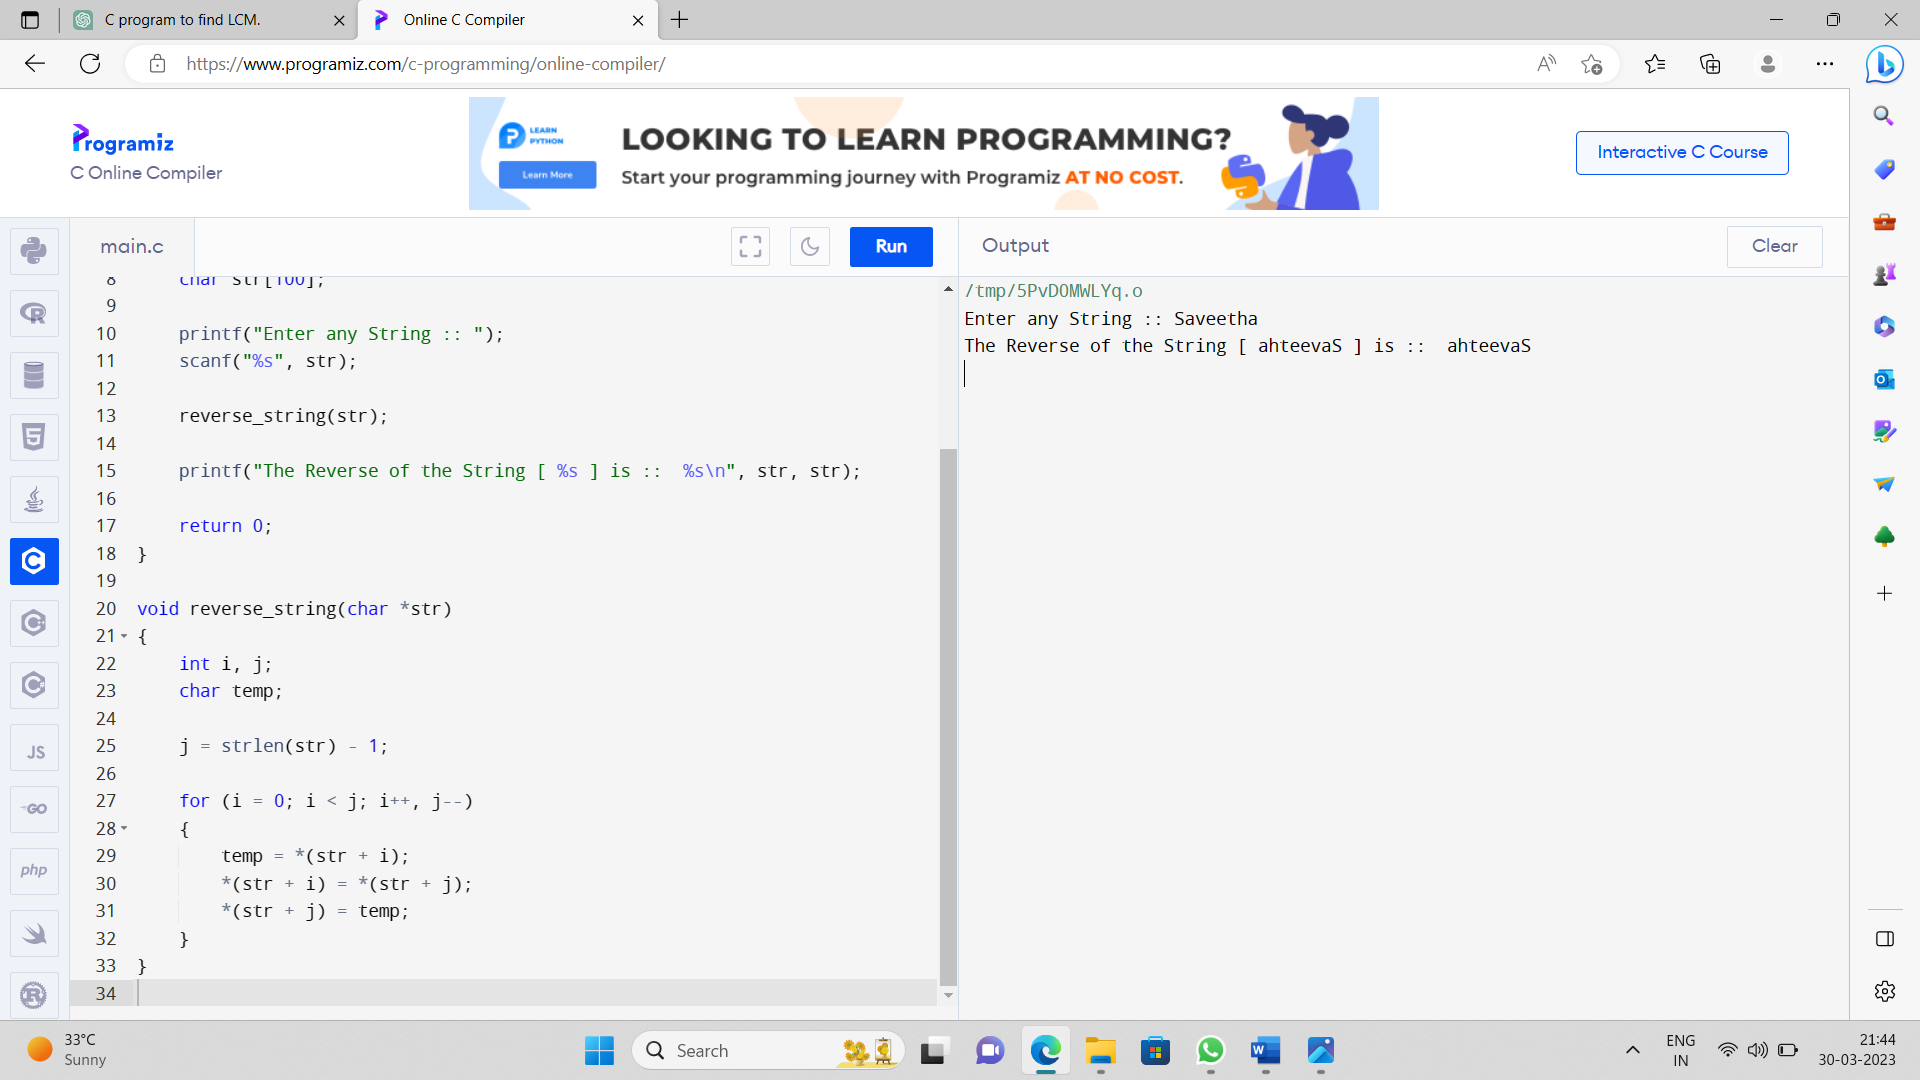 C program to find LCM.
Online C Compiler
https://www.programiz.com/c-programming/online-compiler/
Programiz
C Online Compiler
LEARN
PYTHON
Learn More
LOOKING TO LEARN PROGRAMMING?
Start your programming journey with Programiz AT NO COST.
Interactive C Course
main.c
Run
Output
Clear
8 char str[100];
9
10 printf("Enter any String :: ");
11 scanf("%s", str);
12
13 reverse_string(str);
14
15 printf("The Reverse of the String [ %s ] is ::  %s\n", str, str);
16
17 return 0;
18 }
19
20 void reverse_string(char *str)
21 {
22 int i, j;
23 char temp;
24
25 j = strlen(str) - 1;
26
27 for (i = 0; i < j; i++, j--)
28 {
29 temp = *(str + i);
30 *(str + i) = *(str + j);
31 *(str + j) = temp;
32 }
33 }
34
/tmp/5PvDOMWLYq.o
Enter any String :: Saveetha
The Reverse of the String [ ahteevaS ] is ::  ahteevaS
JS
GO
php
33°C
Sunny
Search
ENG
IN
21:44
30-03-2023